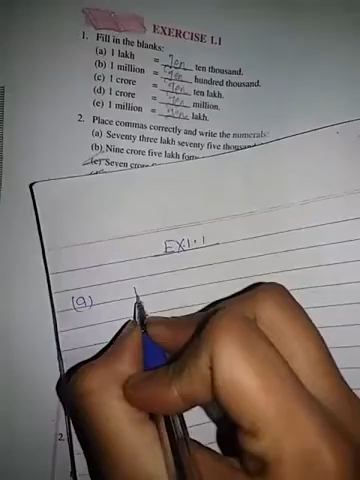 EXERCISE 1.1
1. Fill in the blanks:
(a) 1 lakh = Ten ten thousand.
(b) 1 million = Ten hundred thousand.
(c) 1 crore = Ten ten lakh.
(d) 1 crore = Ten million.
(e) 1 million = Ten lakh.
2. Place commas correctly and write the numerals:
(a) Seventy three lakh seventy five
(b) Nine crore five lakh
(c) Seven
EX.1.1
(a)
2.